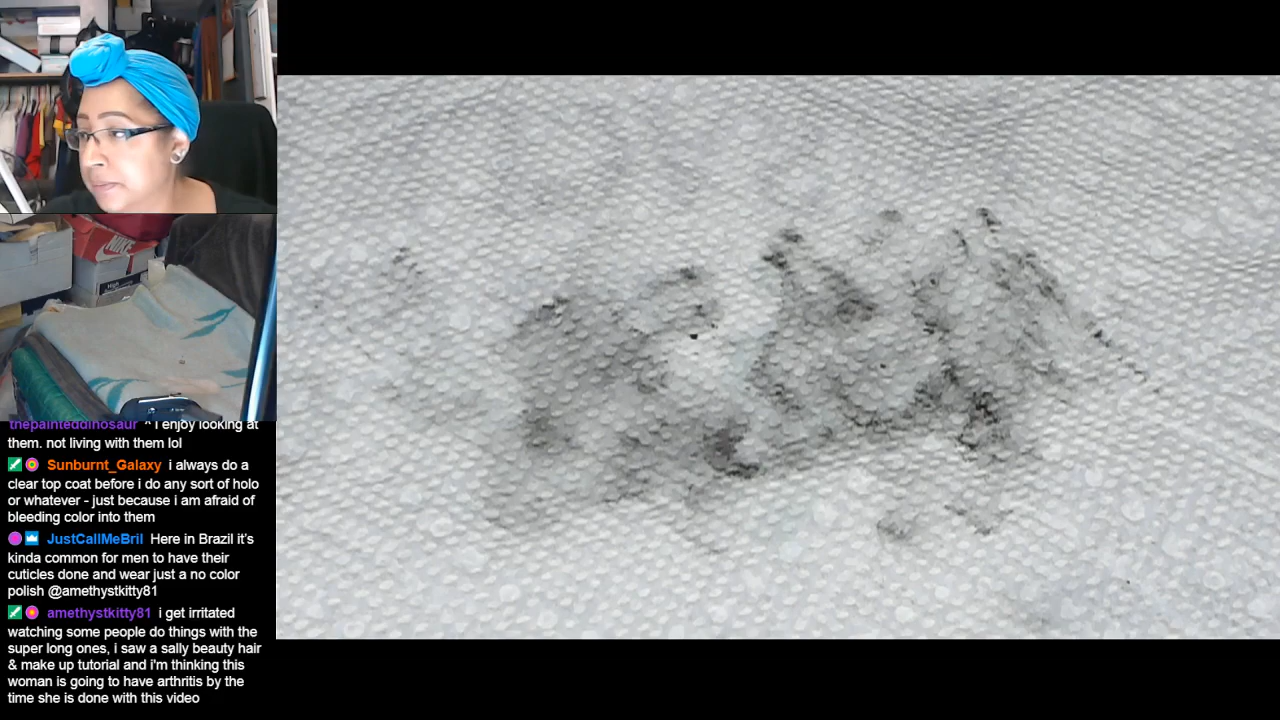 NIKE
thepainteddinosaur ^ i enjoy looking at
them. not living with them lol
Sunburnt_Galaxy i always do a
clear top coat before i do any sort of holo
or whatever - just because i am afraid of
bleeding color into them
JustCallMeBril Here in Brazil it's
kinda common for men to have their
cuticles done and wear just a no color
polish @amethystkitty81
amethystkitty81 i get irritated
watching some people do things with the
super long ones, i saw a sally beauty hair
& make up tutorial and i'm thinking this
woman is going to have arthritis by the
time she is done with this video